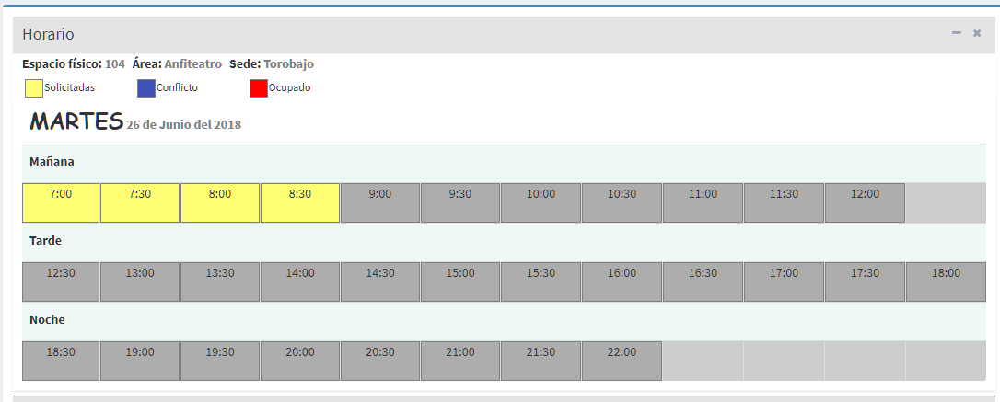 Horario
Espacio físico: 104 Área: Anfiteatro Sede: Torobajo
Solicitadas Conflicto Ocupado
MARTES 26 de Junio del 2018
Mañana
7:00 7:30 8:00 8:30 9:00 9:30 10:00 10:30 11:00 11:30 12:00
Tarde
12:30 13:00 13:30 14:00 14:30 15:00 15:30 16:00 16:30 17:00 17:30 18:00
Noche
18:30 19:00 19:30 20:00 20:30 21:00 21:30 22:00